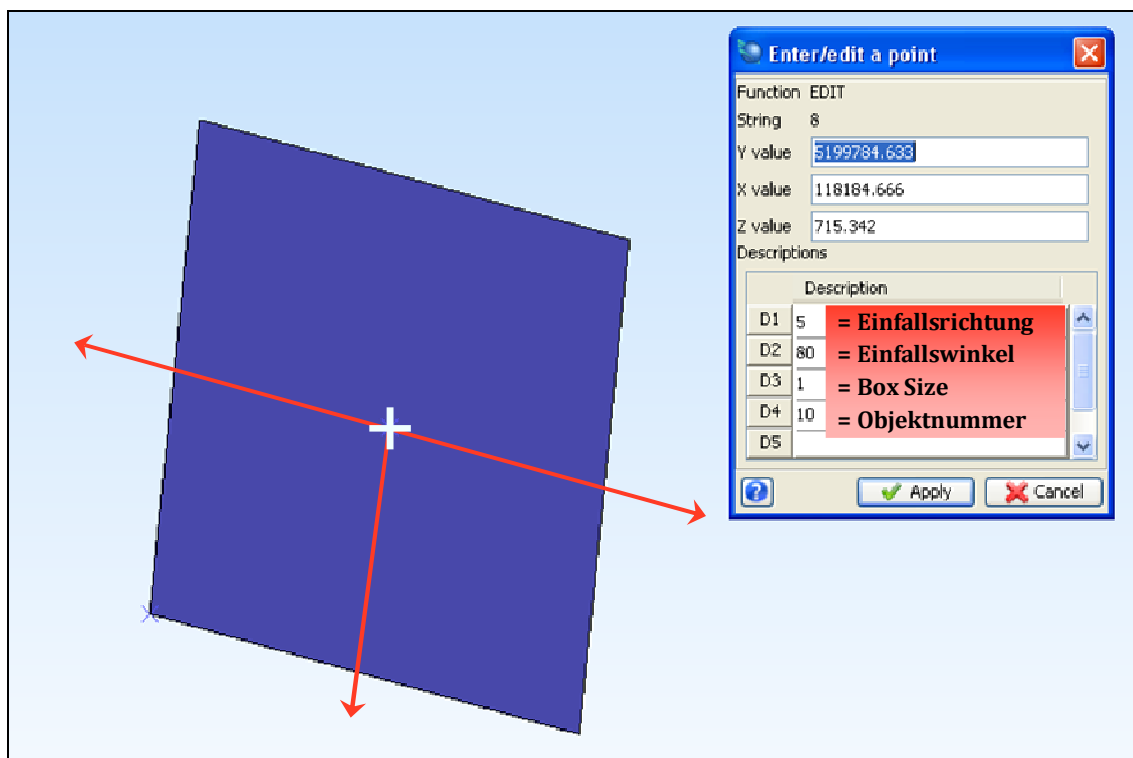 Enter/edit a point
Function EDIT
String 8
Y value 5199784.633
X value 118184.666
Z value 715.342
Descriptions
Description
D1 5 = Einfallsrichtung
D2 80 = Einfallswinkel
D3 1 = Box Size
D4 10 = Objektnummer
D5
? Apply Cancel